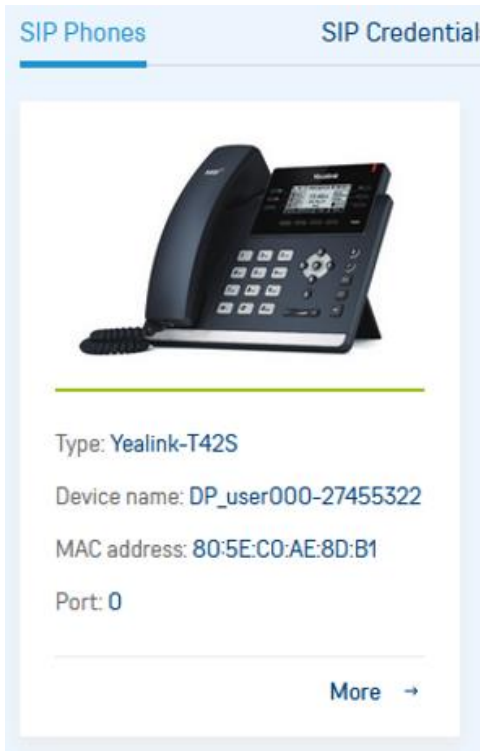 SIP Phones SIP Credential
Yealink
Type: Yealink-T42S
Device name: DP_user000-27455322
MAC address: 80:5E:C0:AE:8D:B1
Port: 0
More →